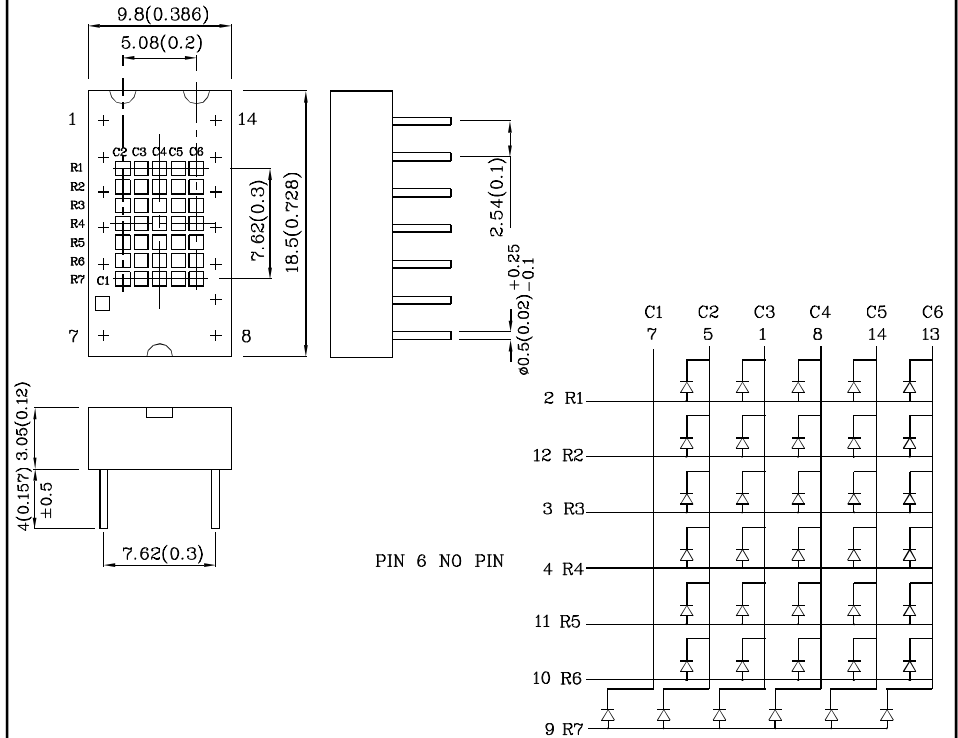 9.8(0.386)
5.08(0.2)
1 14
C2 C3 C4 C5 C6
R1
R2
R3
R4
R5
R6
R7 C1
7 8
7.62(0.3)
18.5(0.728)
2.54(0.1)
ø0.5(0.02) +0.25 -0.1
3.05(0.12)
4(0.157) ±0.5
7.62(0.3)
PIN 6 NO PIN
C1 C2 C3 C4 C5 C6
7 5 1 8 14 13
2 R1
12 R2
3 R3
4 R4
11 R5
10 R6
9 R7